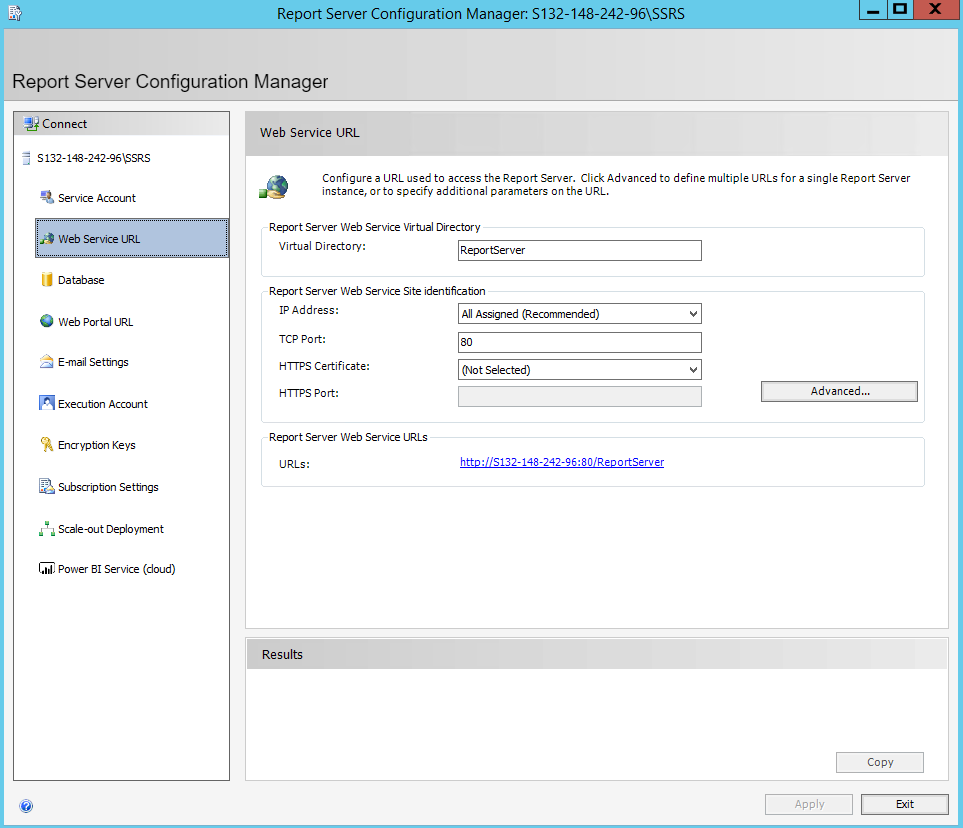 Report Server Configuration Manager: S132-148-242-96\SSRS
Report Server Configuration Manager
Connect
S132-148-242-96\SSRS
Service Account
Web Service URL
Database
Web Portal URL
E-mail Settings
Execution Account
Encryption Keys
Subscription Settings
Scale-out Deployment
Power BI Service (cloud)
Web Service URL
Configure a URL used to access the Report Server.  Click Advanced to define multiple URLs for a single Report Server
instance, or to specify additional parameters on the URL.
Report Server Web Service Virtual Directory
Virtual Directory: ReportServer
Report Server Web Service Site identification
IP Address: All Assigned (Recommended)
TCP Port: 80
HTTPS Certificate: (Not Selected)
HTTPS Port:
Advanced...
Report Server Web Service URLs
URLs: http://S132-148-242-96:80/ReportServer
Results
Copy
Apply Exit